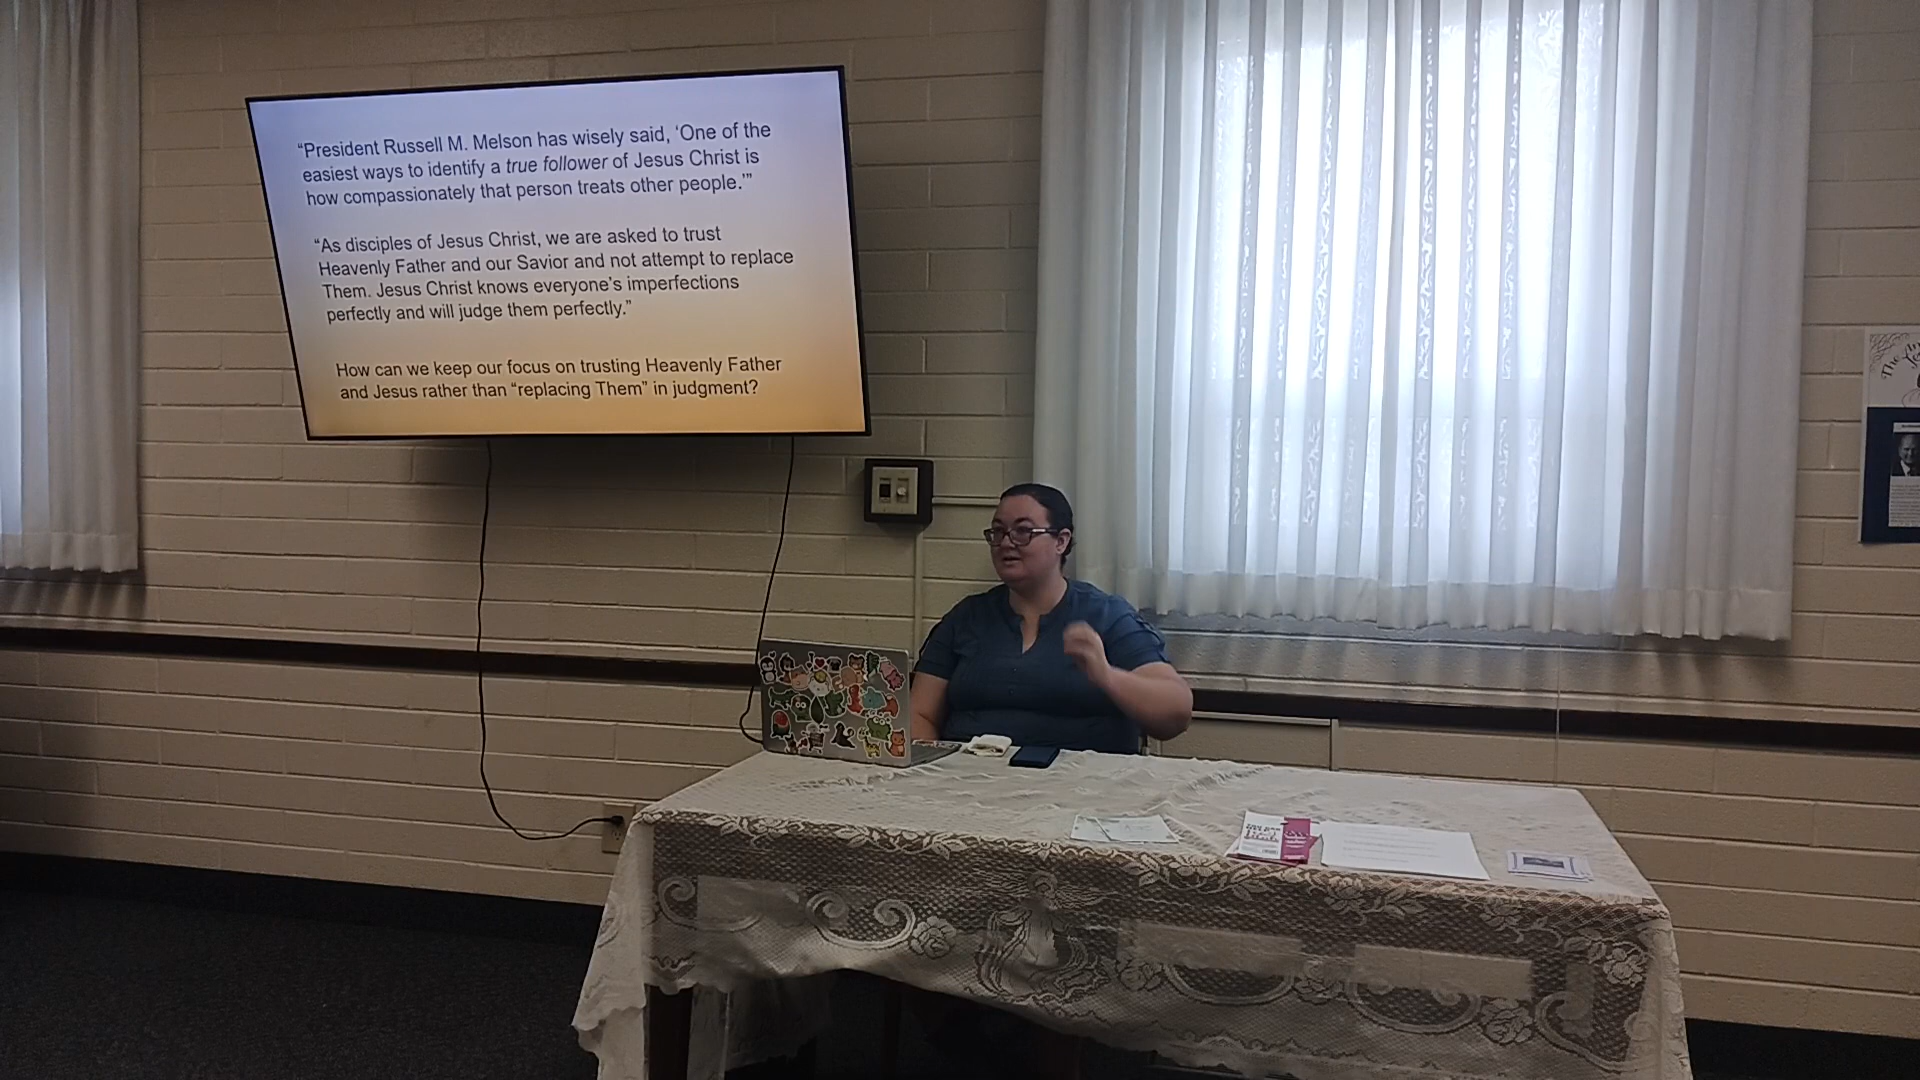 “President Russell M. Melson has wisely said, ‘One of the
easiest ways to identify a true follower of Jesus Christ is
how compassionately that person treats other people.’”
“As disciples of Jesus Christ, we are asked to trust
Heavenly Father and our Savior and not attempt to replace
Them. Jesus Christ knows everyone’s imperfections
perfectly and will judge them perfectly.”
How can we keep our focus on trusting Heavenly Father
and Jesus rather than “replacing Them” in judgment?